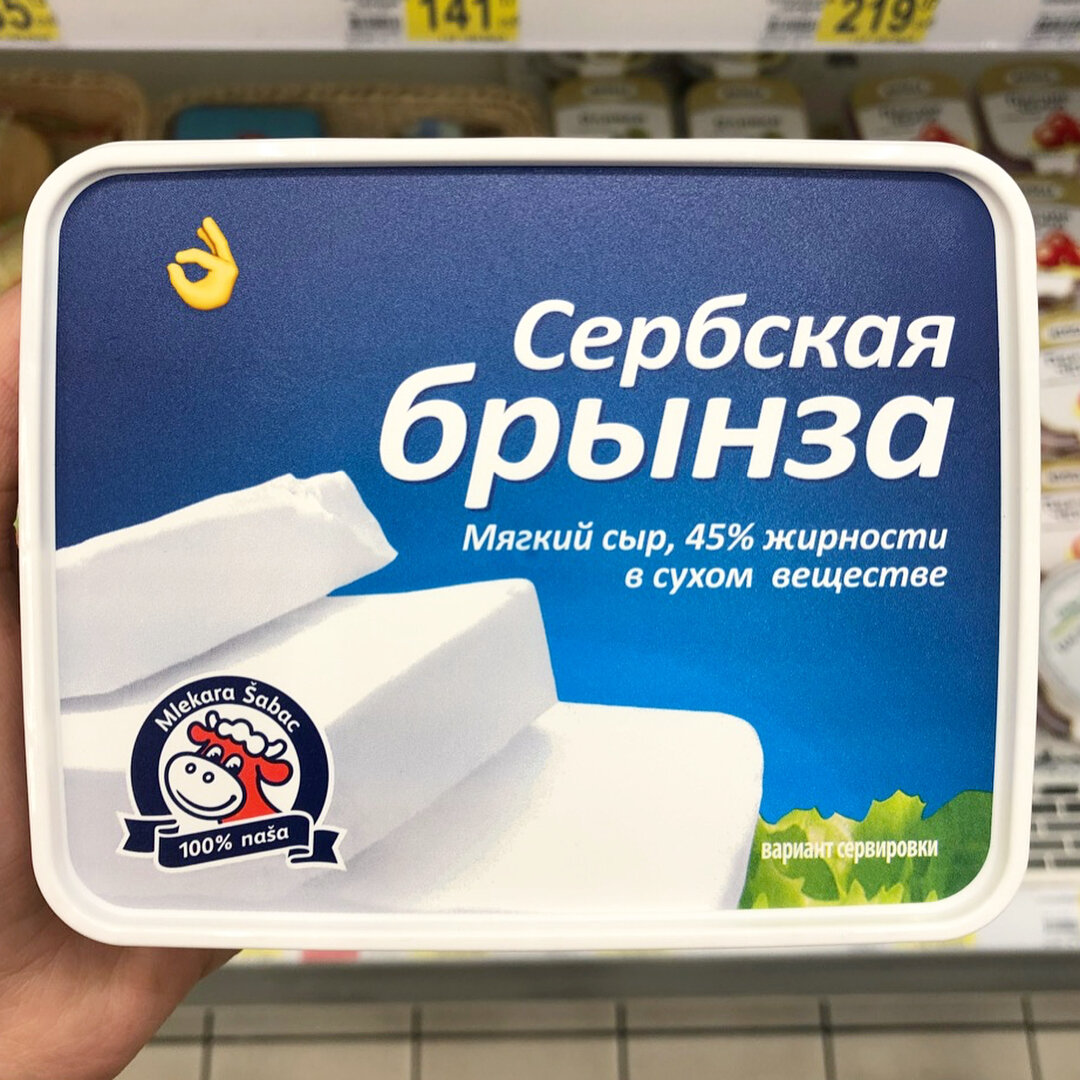 141
219
Сербская
брынза
Мягкий сыр, 45% жирности
в сухом веществе
Mlekara Šabac
100% naša
вариант сервировки